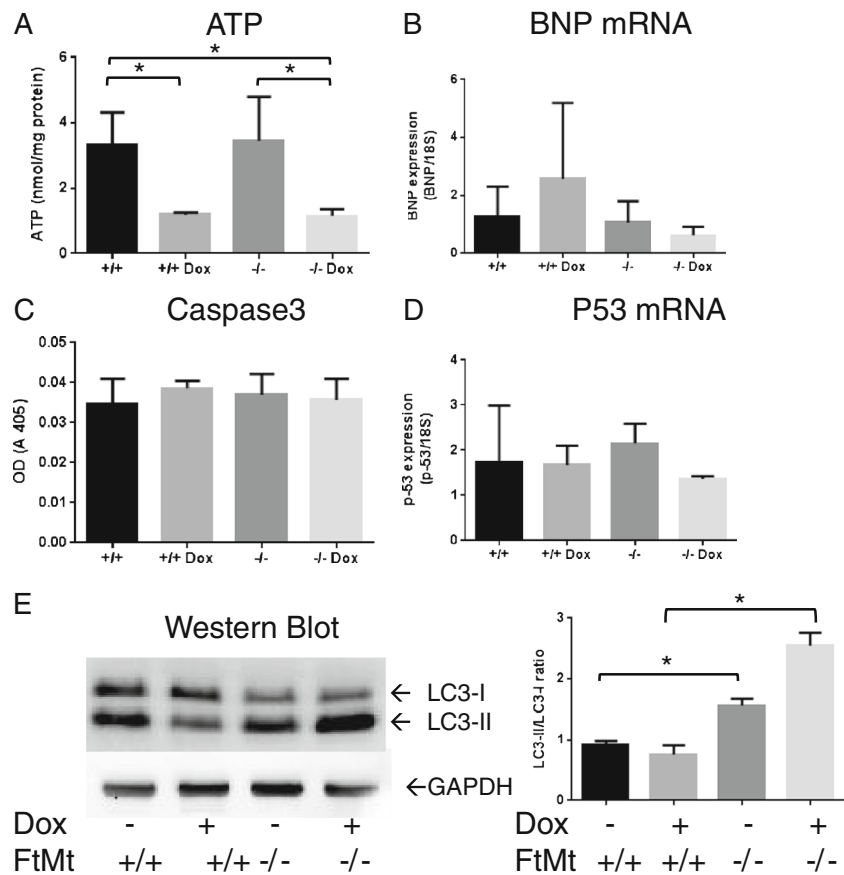 A
ATP
*
*
*
ATP (nmol/mg protein)
6
4
2
0
+/+
+/+ Dox
-/-
-/- Dox
B
BNP mRNA
BNP expression
(BNP/18S)
6
4
2
0
+/+
+/+ Dox
-/-
-/- Dox
C
Caspase3
OD (A 405)
0.05
0.04
0.03
0.02
0.01
0.00
+/+
+/+ Dox
-/-
-/- Dox
D
P53 mRNA
p-53 expression
(p-53/18S)
4
3
2
1
0
+/+
+/+ Dox
-/-
-/- Dox
E
Western Blot
← LC3-I
← LC3-II
←GAPDH
Dox - + - +
FtMt +/+ +/+ -/- -/-
*
*
LC3-II/LC3-I ratio
3
2
1
0
- + - +
+/+ +/+ -/- -/-